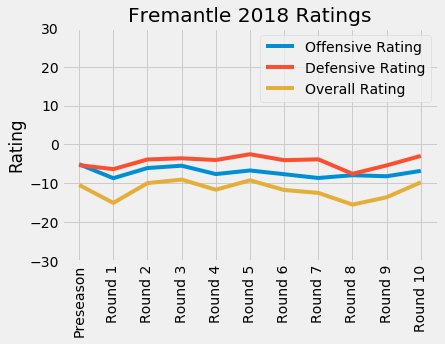 Fremantle 2018 Ratings
Offensive Rating
Defensive Rating
Overall Rating
Rating
30
20
10
0
−10
−20
−30
Preseason
Round 1
Round 2
Round 3
Round 4
Round 5
Round 6
Round 7
Round 8
Round 9
Round 10